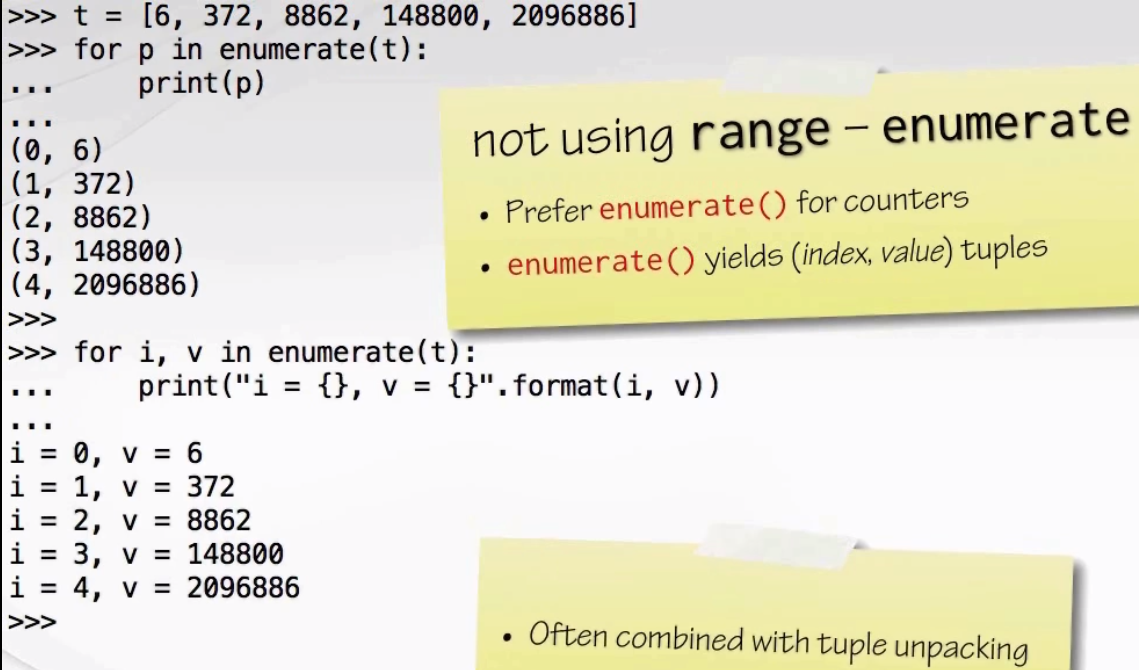 >>> t = [6, 372, 8862, 148800, 2096886]
>>> for p in enumerate(t):
...     print(p)
...
(0, 6)
(1, 372)
(2, 8862)
(3, 148800)
(4, 2096886)
>>>
>>> for i, v in enumerate(t):
...     print("i = {}, v = {}".format(i, v))
...
i = 0, v = 6
i = 1, v = 372
i = 2, v = 8862
i = 3, v = 148800
i = 4, v = 2096886
>>>
not using range – enumerate
• Prefer enumerate() for counters
• enumerate() yields (index, value) tuples
• Often combined with tuple unpacking